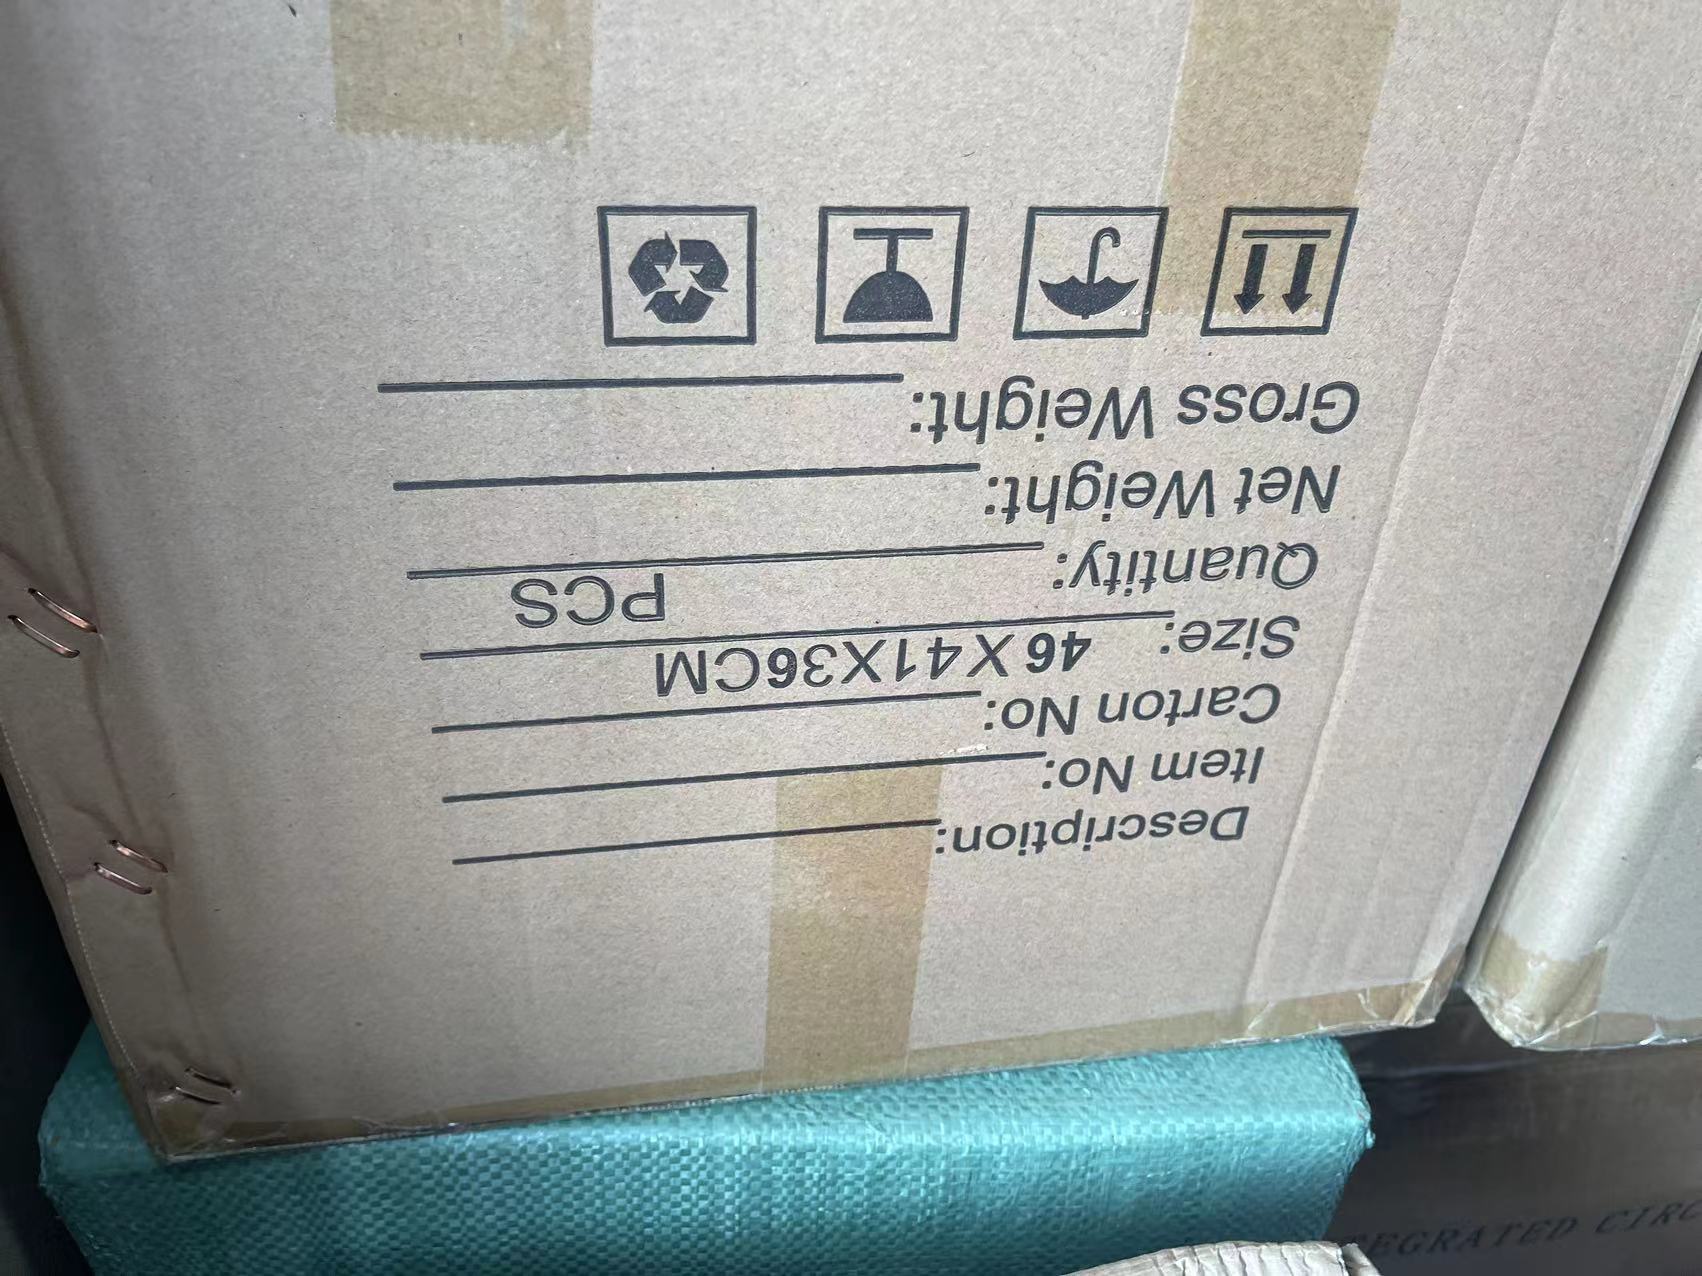 Description:
Item No:
Carton No:
Size: 46X41X36CM
Quantity: PCS
Net Weight:
Gross Weight: